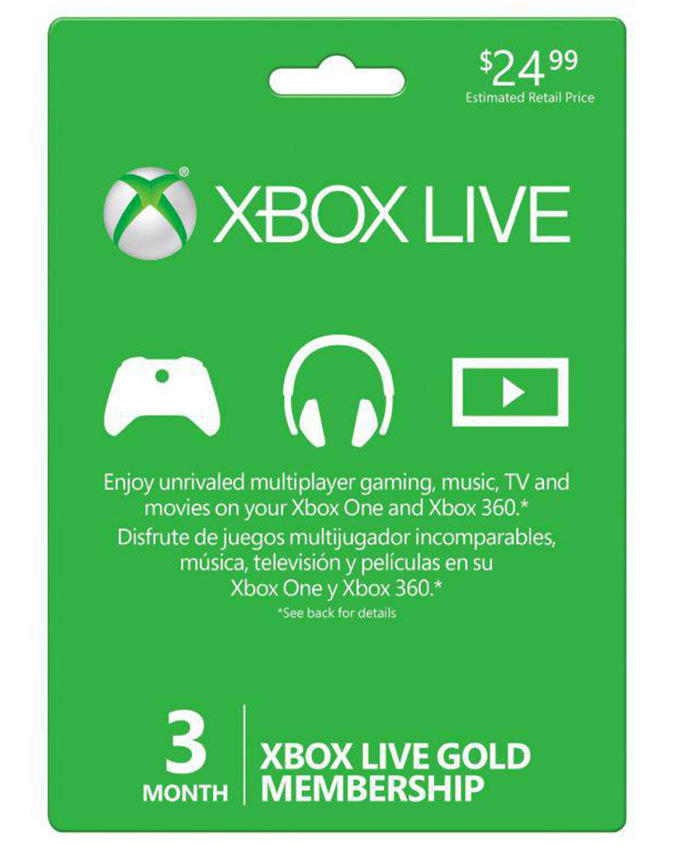 $24.99
Estimated Retail Price
®
XBOX LIVE
Enjoy unrivaled multiplayer gaming, music, TV and
movies on your Xbox One and Xbox 360.*
Disfrute de juegos multijugador incomparables,
música, televisión y películas en su
Xbox One y Xbox 360.*
*See back for details
3
MONTH
XBOX LIVE GOLD
MEMBERSHIP